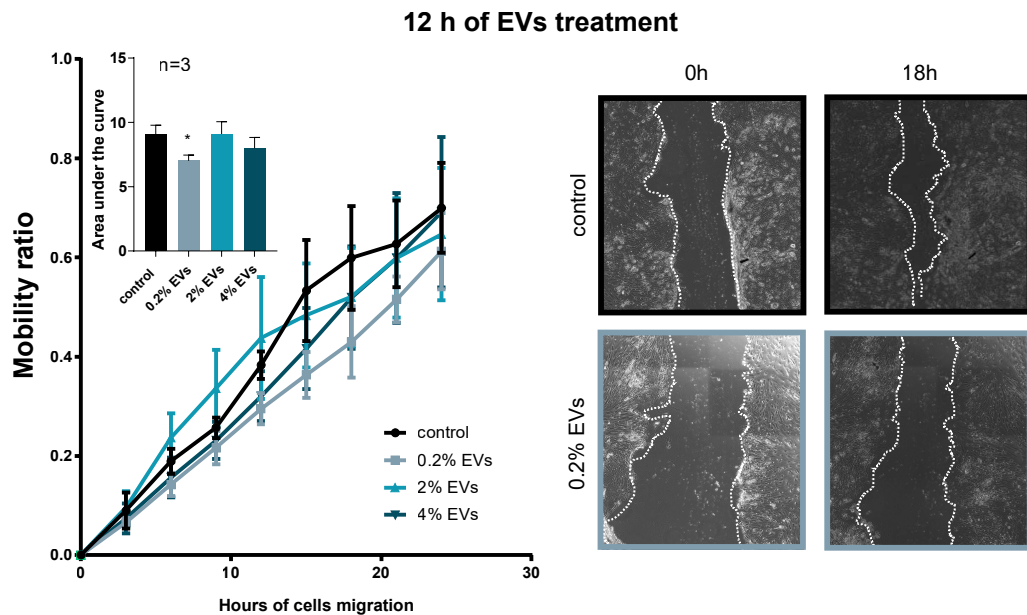 12 h of EVs treatment
Mobility ratio
1.0
0.8
0.6
0.4
0.2
0.0
0
10
20
30
Hours of cells migration
Area under the curve
15
10
5
0
n=3
*
control
0.2% EVs
2% EVs
4% EVs
control
0.2% EVs
2% EVs
4% EVs
0h
18h
control
0.2% EVs